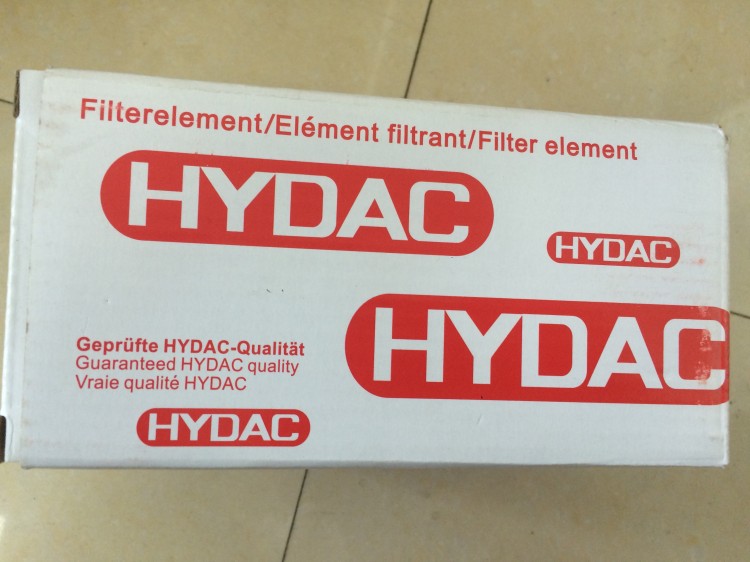 Filterelement/Elément filtrant/Filter element
HYDAC
HYDAC
HYDAC
Geprüfte HYDAC-Qualität
Guaranteed HYDAC quality
Vraie qualité HYDAC
HYDAC